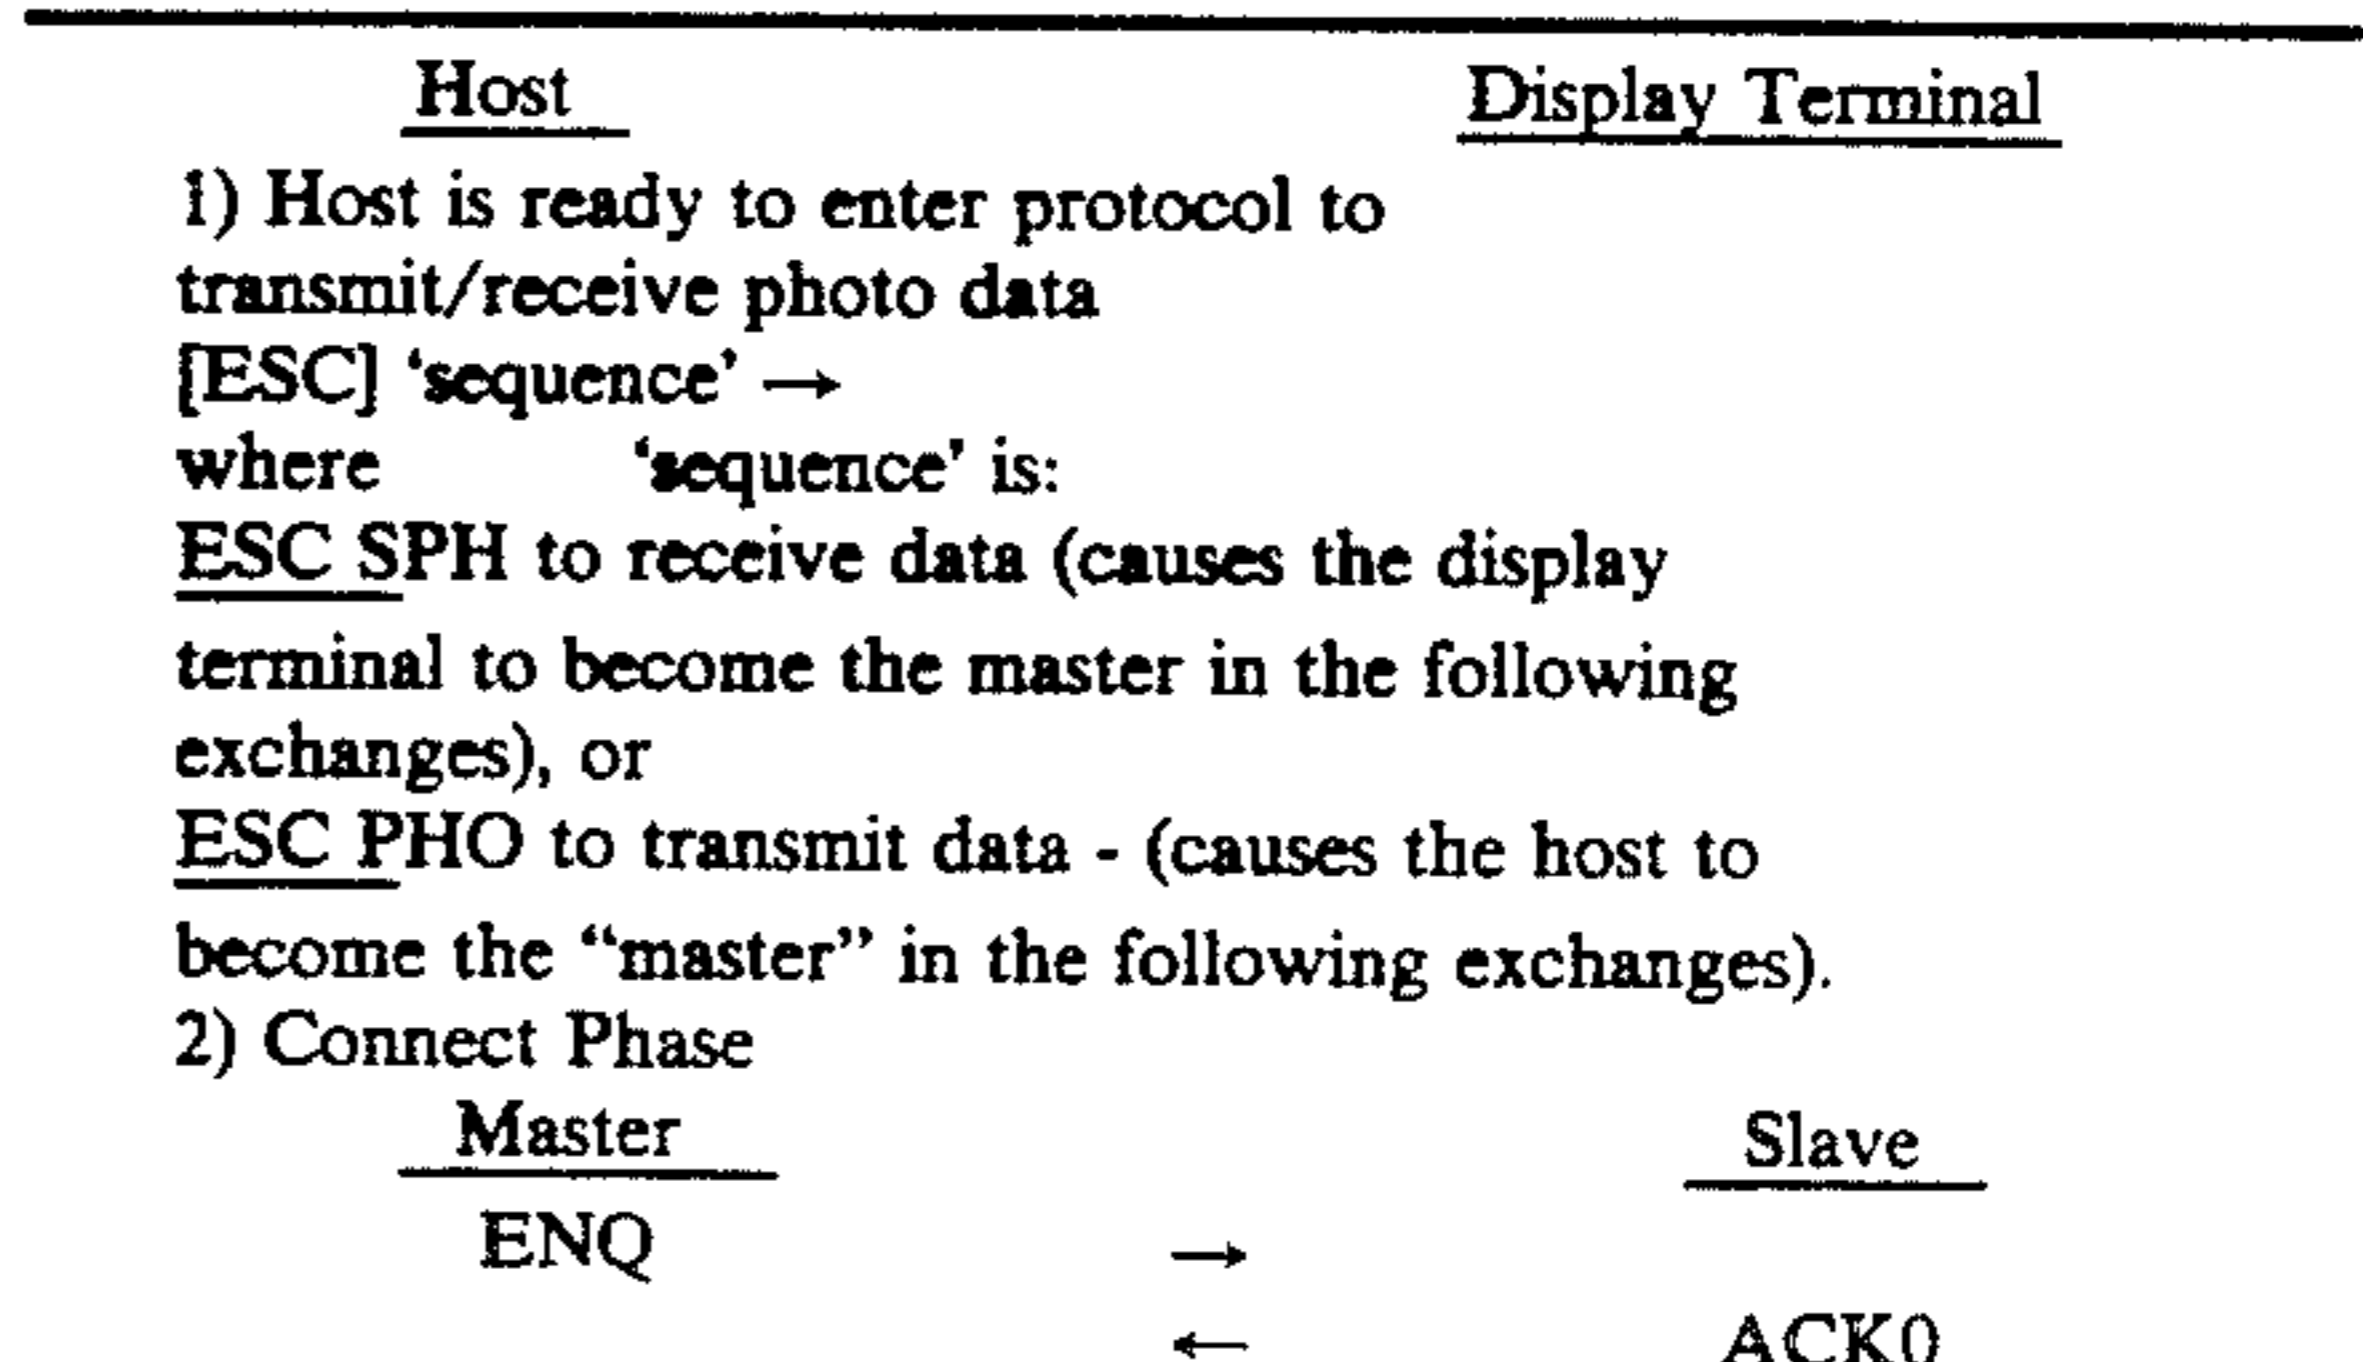 Host Display Terminal
1) Host is ready to enter protocol to
transmit/receive photo data
[ESC] ‘sequence’ →
where ‘sequence’ is:
ESC SPH to receive data (causes the display
terminal to become the master in the following
exchanges), or
ESC PHO to transmit data - (causes the host to
become the “master” in the following exchanges).
2) Connect Phase
Master Slave
ENQ →
← ACK0